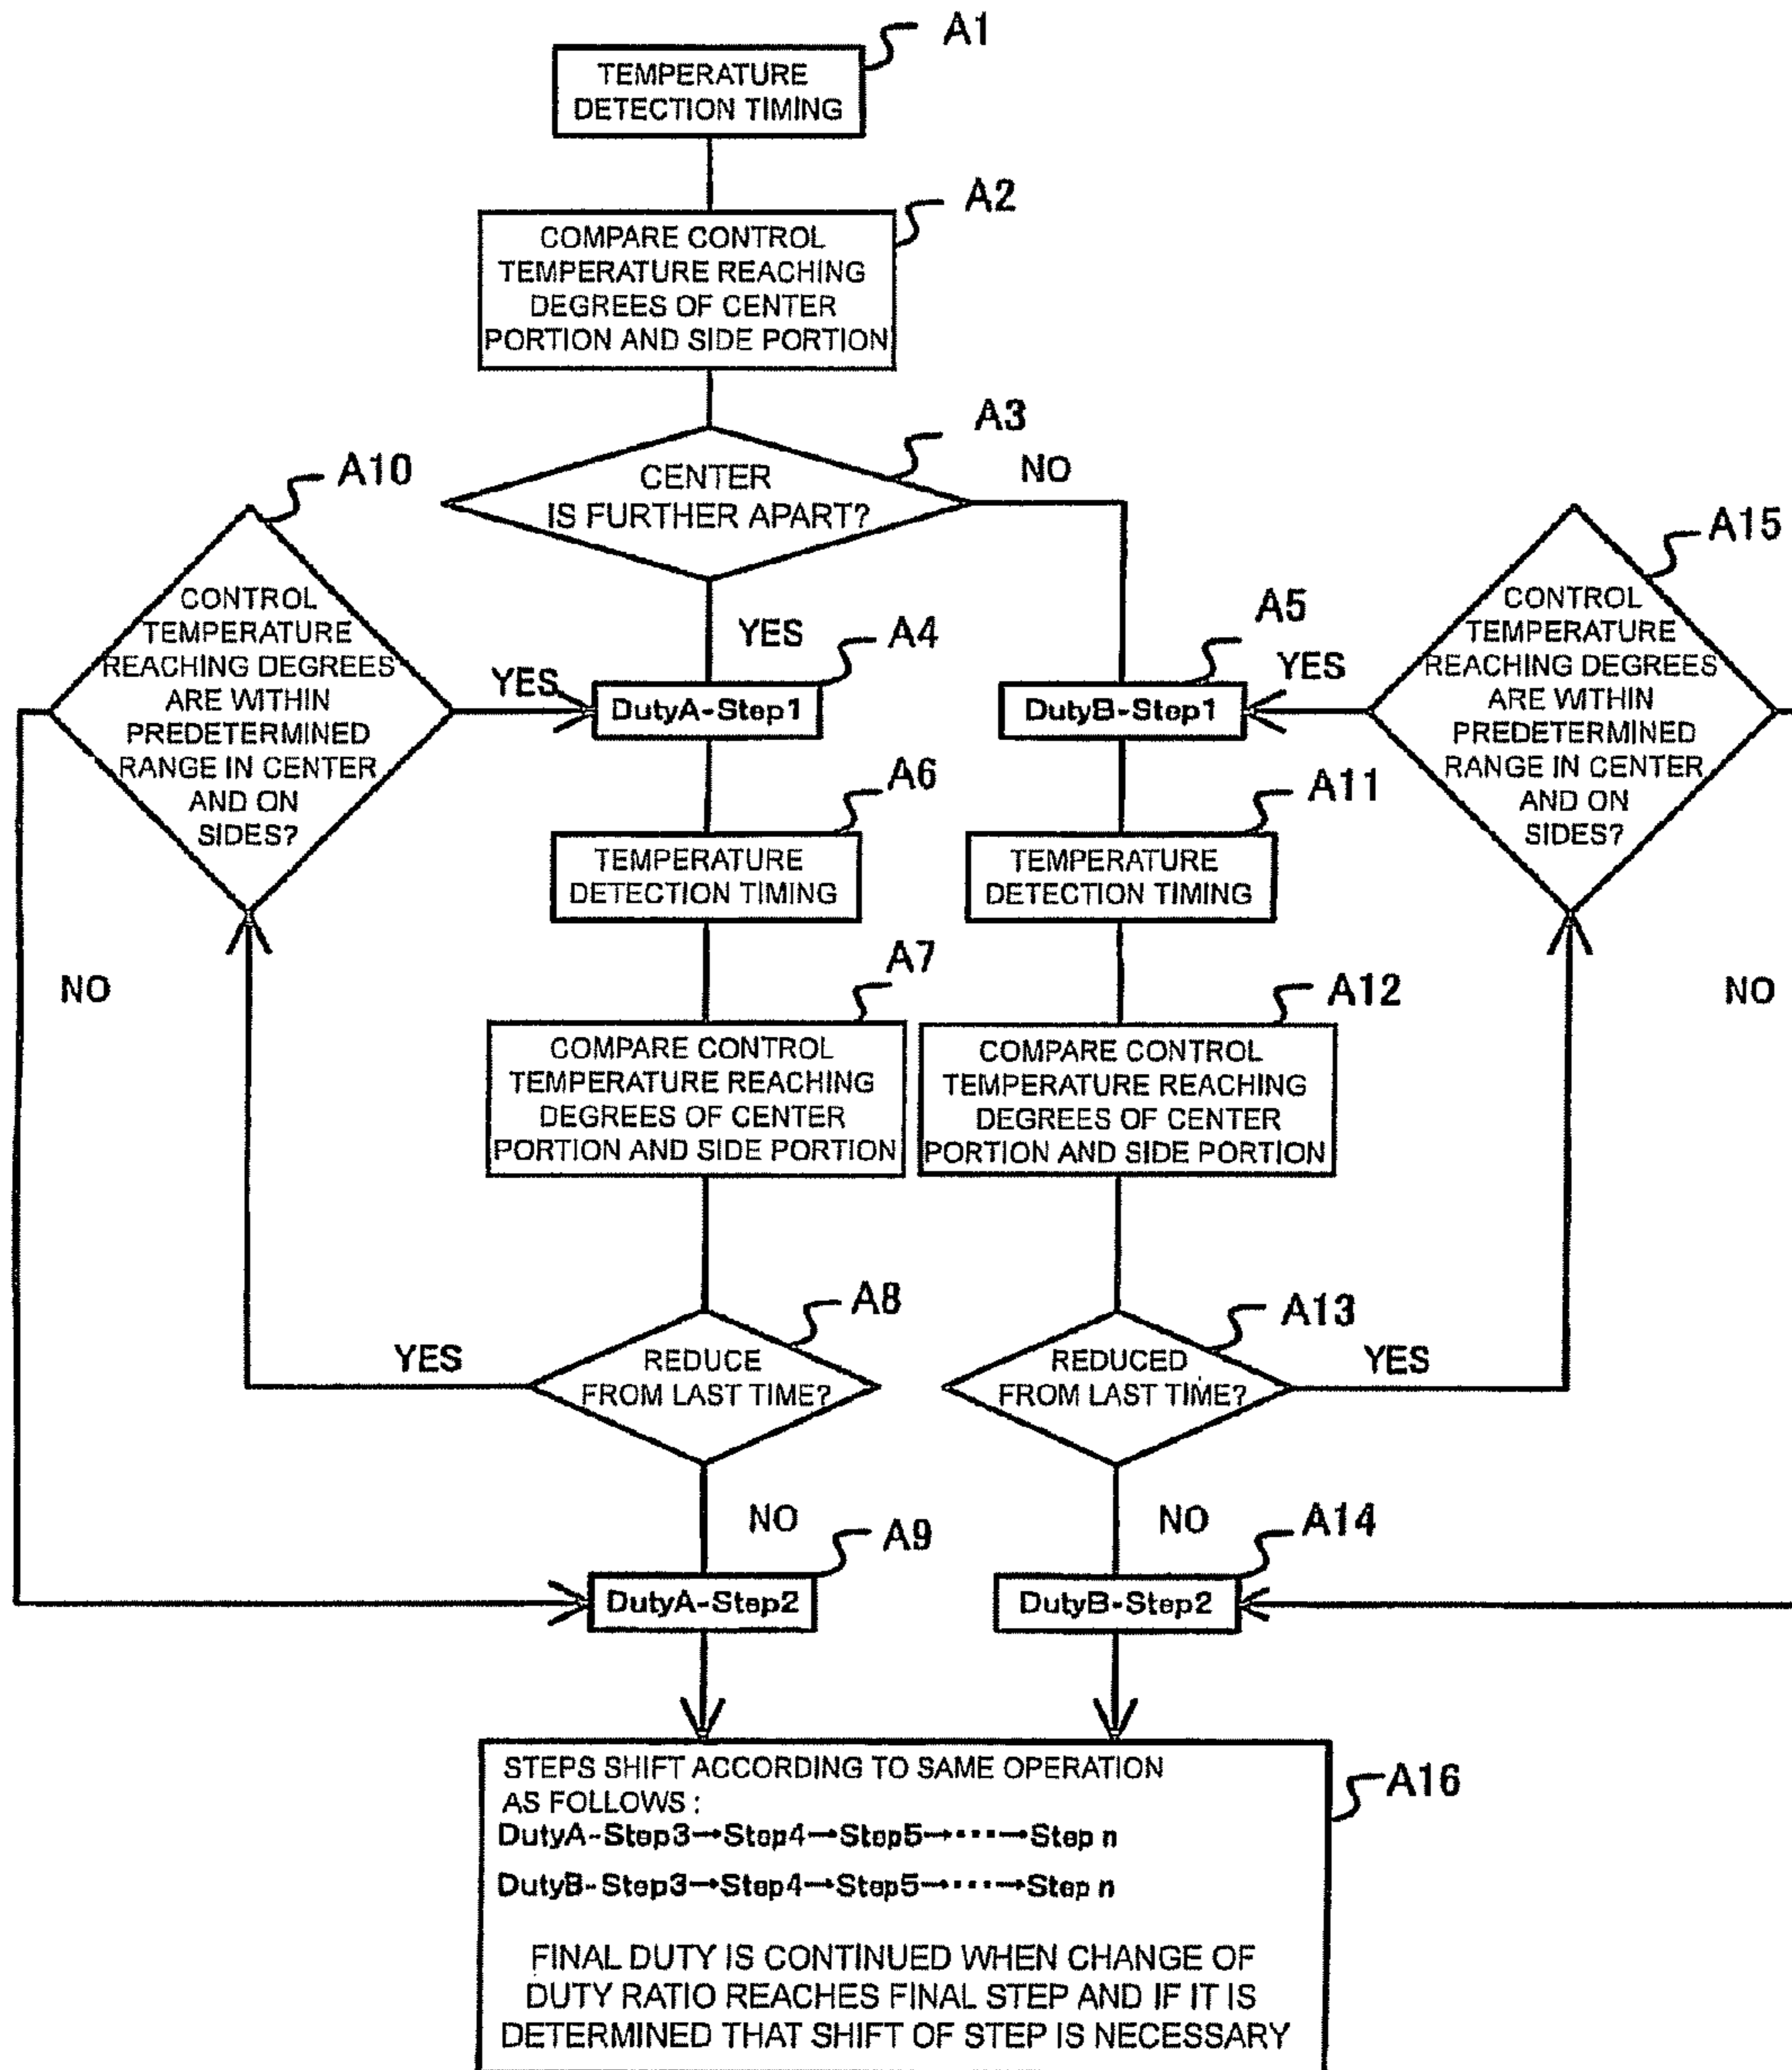 A1
TEMPERATURE
DETECTION TIMING
A2
COMPARE CONTROL
TEMPERATURE REACHING
DEGREES OF CENTER
PORTION AND SIDE PORTION
A3
CENTER
IS FURTHER APART?
NO
YES
A10
CONTROL
TEMPERATURE
REACHING DEGREES
ARE WITHIN
PREDETERMINED
RANGE IN CENTER
AND ON
SIDES?
YES
NO
A4
DutyA-Step1
A5
DutyB-Step1
A15
CONTROL
TEMPERATURE
REACHING DEGREES
ARE WITHIN
PREDETERMINED
RANGE IN CENTER
AND ON
SIDES?
YES
NO
A6
TEMPERATURE
DETECTION TIMING
A11
TEMPERATURE
DETECTION TIMING
A7
COMPARE CONTROL
TEMPERATURE REACHING
DEGREES OF CENTER
PORTION AND SIDE PORTION
A12
COMPARE CONTROL
TEMPERATURE REACHING
DEGREES OF CENTER
PORTION AND SIDE PORTION
A8
REDUCE
FROM LAST TIME?
YES
NO
A13
REDUCED
FROM LAST TIME?
YES
NO
A9
DutyA-Step2
A14
DutyB-Step2
A16
STEPS SHIFT ACCORDING TO SAME OPERATION
AS FOLLOWS :
DutyA-Step3→Step4→Step5→····→Step n
DutyB-Step3→Step4→Step5→····→Step n
FINAL DUTY IS CONTINUED WHEN CHANGE OF
DUTY RATIO REACHES FINAL STEP AND IF IT IS
DETERMINED THAT SHIFT OF STEP IS NECESSARY